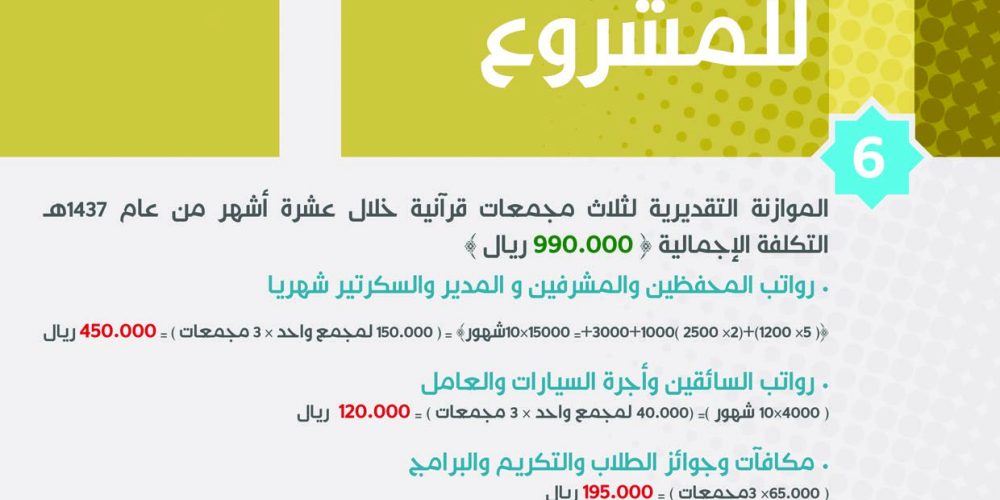 للمشروع
6
الموازنة التقديرية لثلاث مجمعات قرآنية خلال عشرة أشهر من عام 1437هـ
التكلفة الإجمالية ﴿ 990.000 ريال ﴾
• رواتب المحفظين والمشرفين و المدير والسكرتير شهريا
﴿( 5× 1200)+(2× 2500 )1000+3000+= 15000×10شهور﴾ = ( 150.000 لمجمع واحد × 3 مجمعات ) = 450.000 ريال
• رواتب السائقين وأجرة السيارات والعامل
( 4000×10 شهور )= (40.000 لمجمع واحد × 3 مجمعات ) = 120.000 ريال
• مكافآت وجوائز الطلاب والتكريم والبرامج
( 65.000× 3مجمعات ) = 195.000 ريال